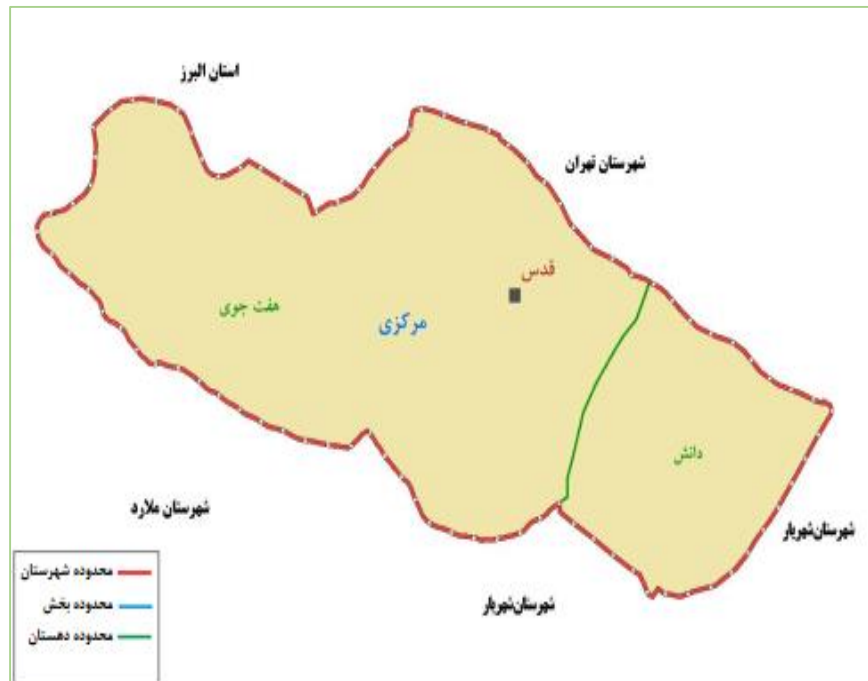 استان البرز
شهرستان تهران
قدس
هفت جوی
مرکزی
دانش
شهرستان ملارد
شهرستان‌شهریار
شهرستان‌شهریار
محدوده شهرستان
محدوده بخش
محدوده دهستان